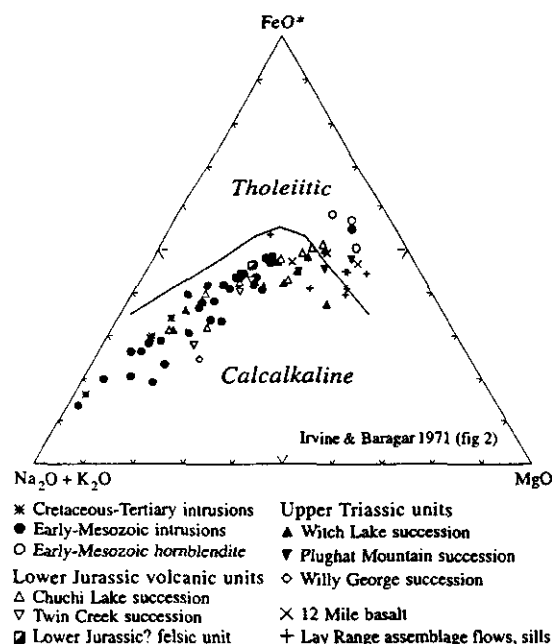 FeO*
Tholeiitic
Calcalkaline
Irvine & Baragar 1971 (fig 2)
Na₂O + K₂O
MgO
Cretaceous-Tertiary intrusions
Early-Mesozoic intrusions
Early-Mesozoic hornblendite
Lower Jurassic volcanic units
Chuchi Lake succession
Twin Creek succession
Lower Jurassic? felsic unit
Upper Triassic units
Witch Lake succession
Plughat Mountain succession
Willy George succession
12 Mile basalt
Lay Range assemblage flows, sills